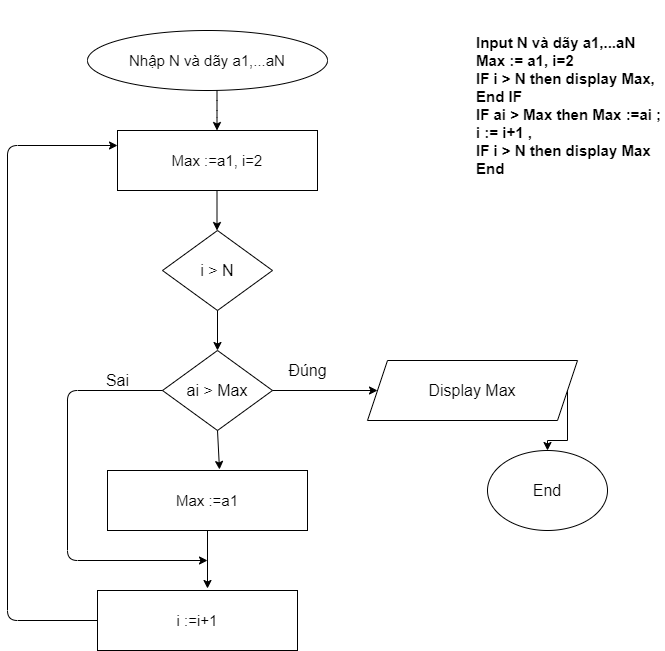 Nhập N và dãy a1,...aN
Input N và dãy a1,...aN
Max := a1, i=2
IF i > N then display Max,
End IF
IF ai > Max then Max :=ai ;
i := i+1 ,
IF i > N then display Max
End
Max :=a1, i=2
i > N
Sai
ai > Max
Đúng
Display Max
Max :=a1
End
i :=i+1